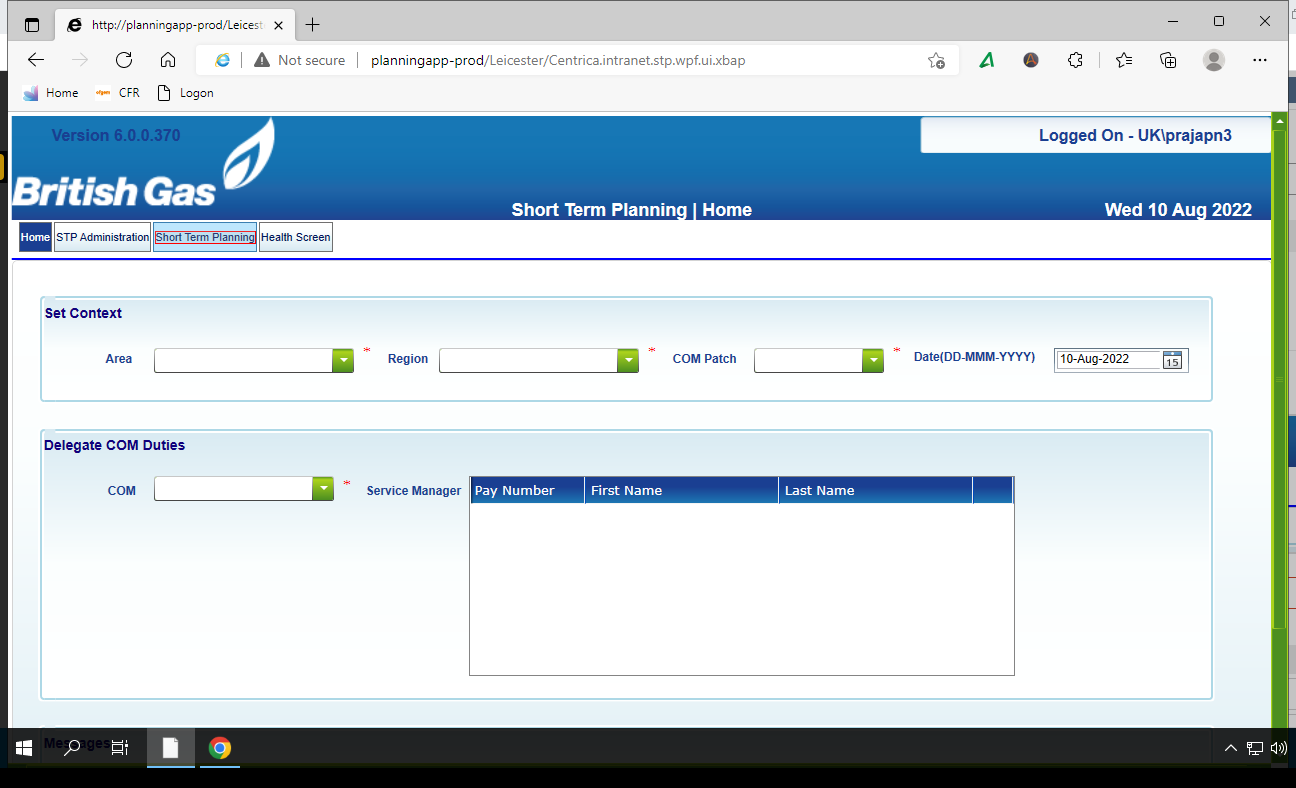 http://planningapp-prod/Leicest
Not secure
planningapp-prod/Leicester/Centrica.intranet.stp.wpf.ui.xbap
Home
CFR
Logon
Version 6.0.0.370
Logged On - UK\prajapn3
British Gas
Short Term Planning | Home
Wed 10 Aug 2022
Home
STP Administration
Short Term Planning
Health Screen
Set Context
Area
*
Region
*
COM Patch
*
Date(DD-MMM-YYYY)
10-Aug-2022
15
Delegate COM Duties
COM
*
Service Manager
Pay Number
First Name
Last Name
Messages